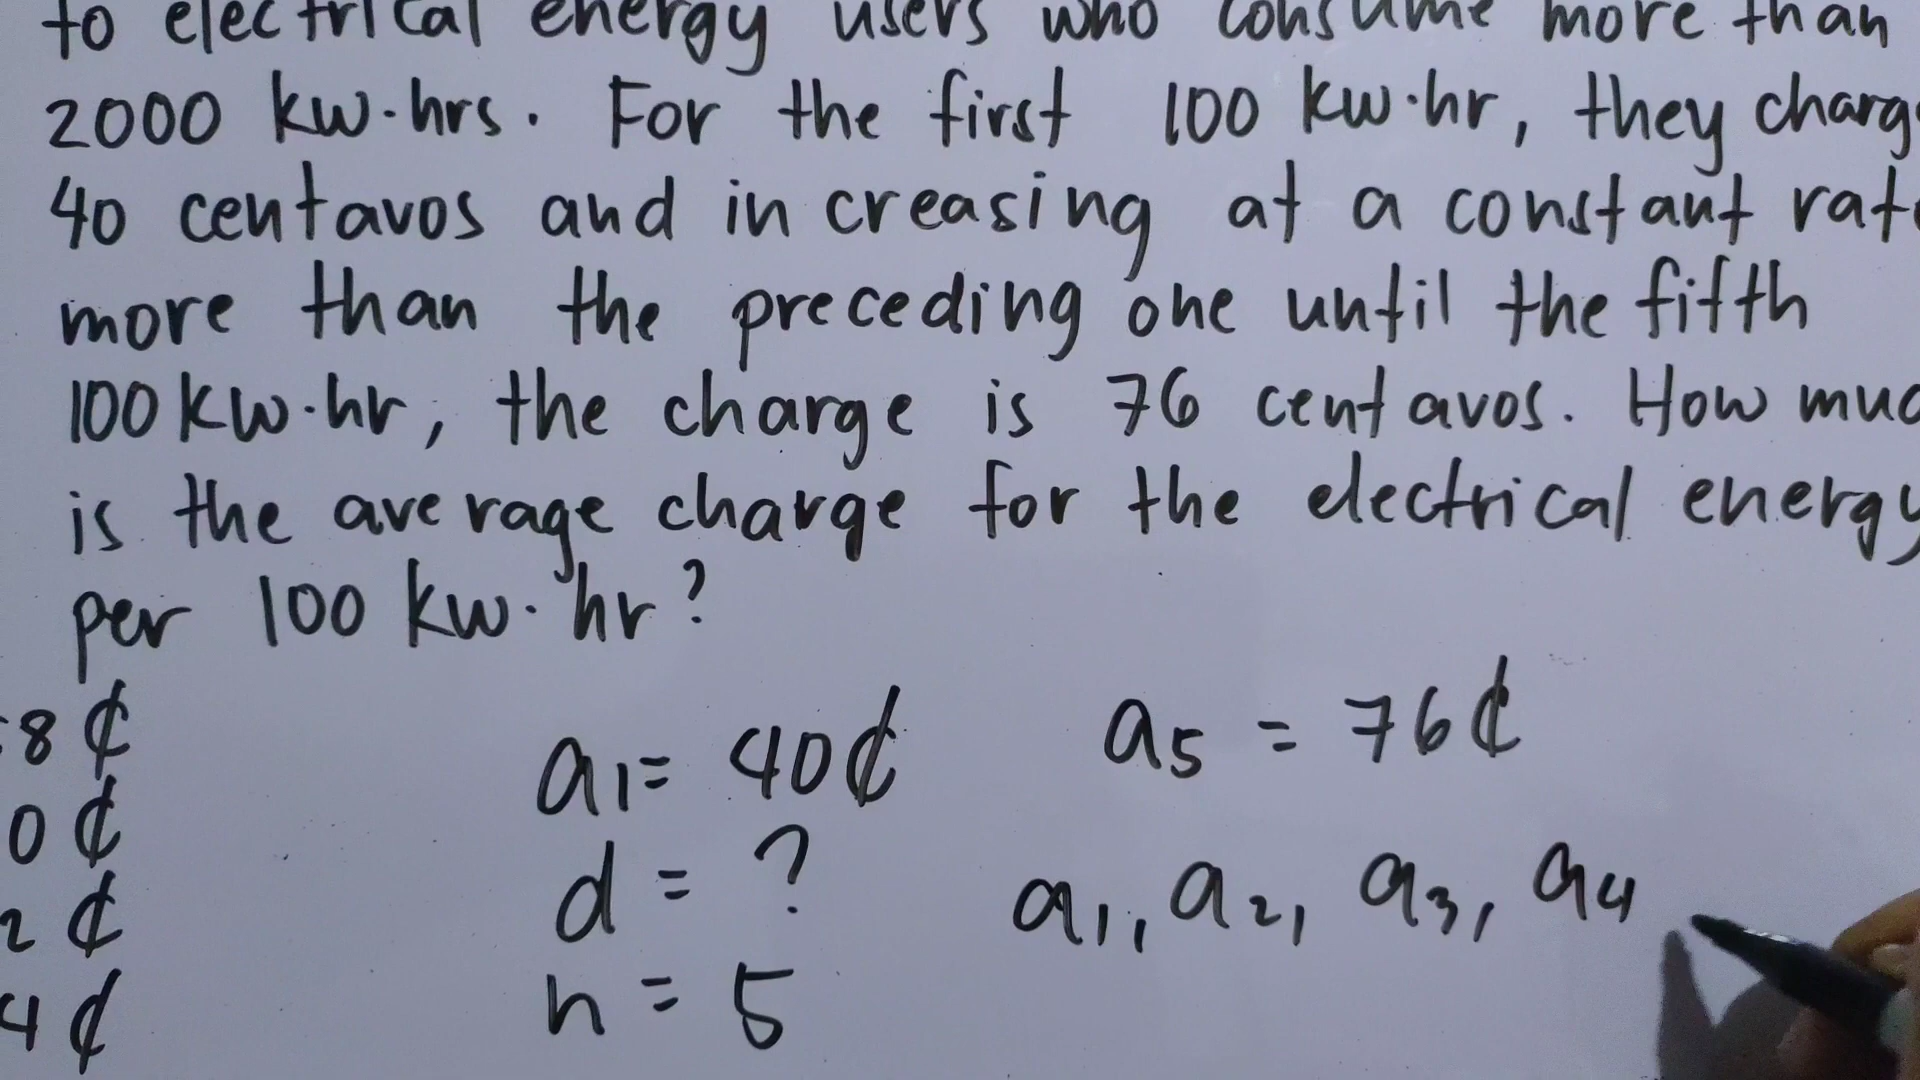 to electrical energy users who consume more than
2000 kw·hrs. For the first 100 kw·hr, they charg
40 centavos and increasing at a constant rat
more than the preceding one until the fifth
100 kw·hr, the charge is 76 centavos. How muc
is the average charge for the electrical energy
per 100 kw·hr?
8 ¢
a1 = 40¢
a5 = 76¢
0 ¢
d = ?
a1, a2, a3, a4
2 ¢
n = 5
4 ¢